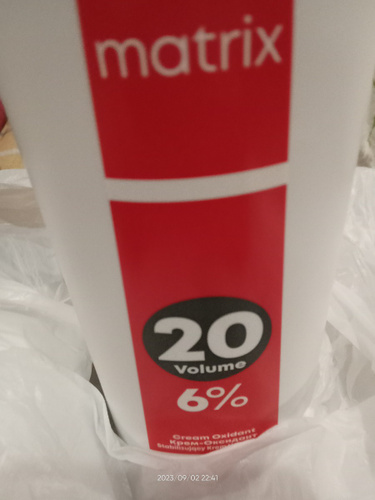 matrix
20
Volume
6%
Cream Oxidant
Крем-Оксидант
2023/09/02 22:41